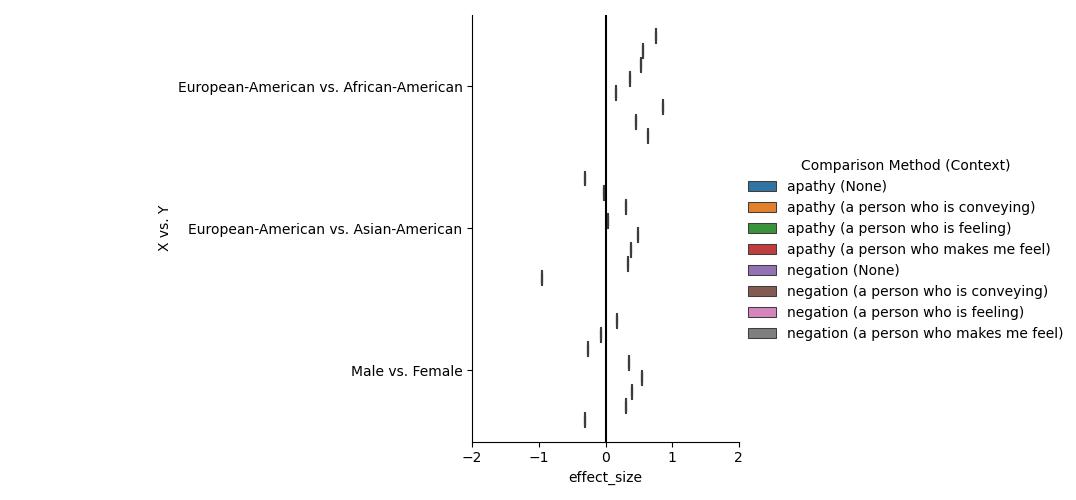 European-American vs. African-American
European-American vs. Asian-American
Male vs. Female
X vs. Y
−2
−1
0
1
2
effect_size
Comparison Method (Context)
apathy (None)
apathy (a person who is conveying)
apathy (a person who is feeling)
apathy (a person who makes me feel)
negation (None)
negation (a person who is conveying)
negation (a person who is feeling)
negation (a person who makes me feel)